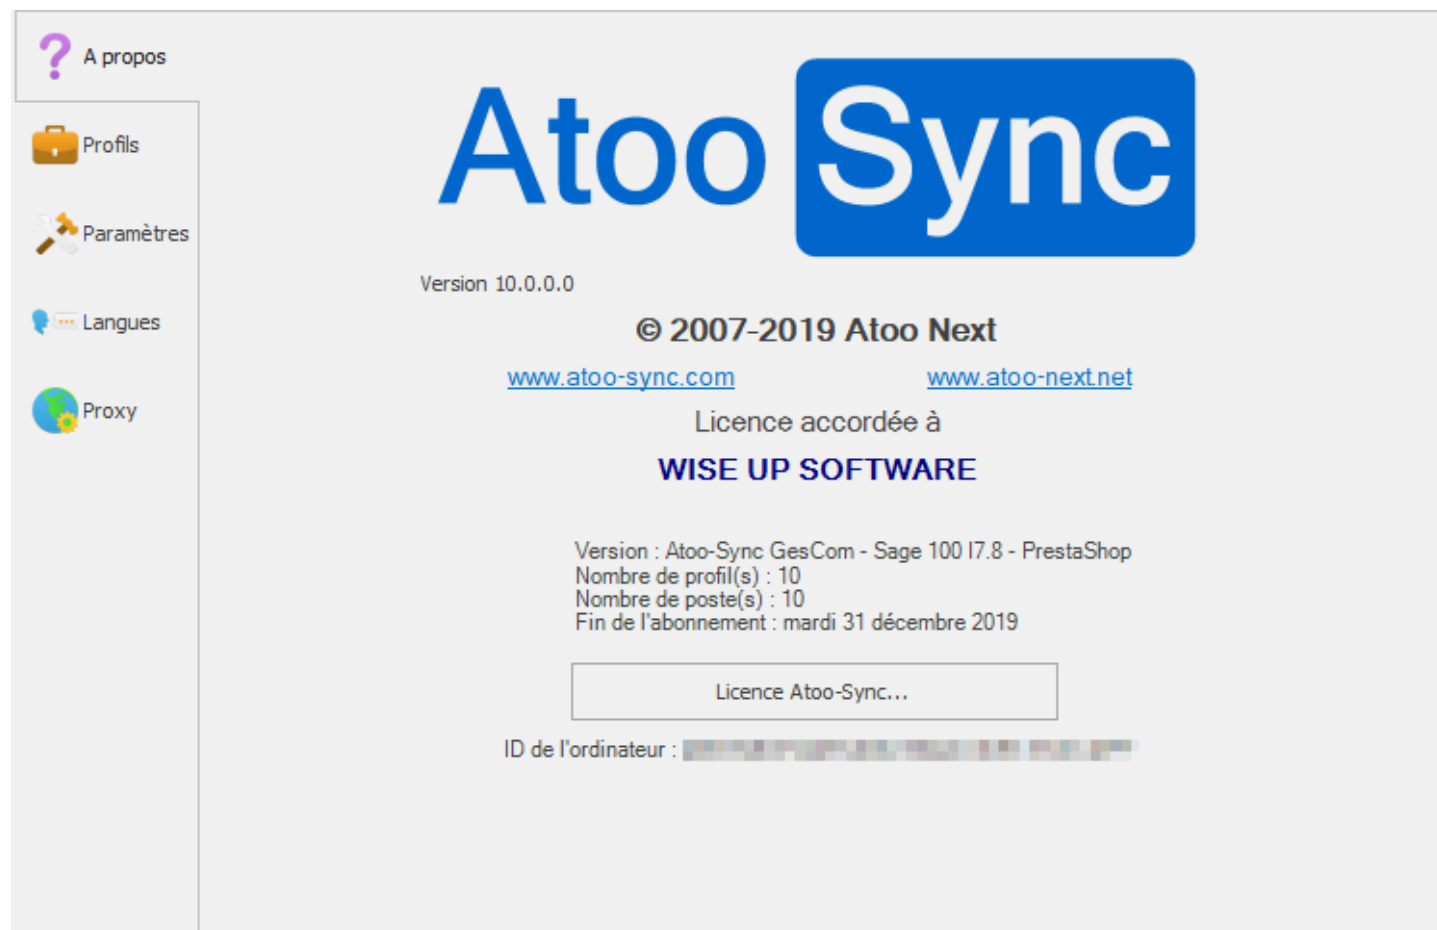 A propos
Profils
Paramètres
Langues
Proxy
Atoo Sync
Version 10.0.0.0
© 2007-2019 Atoo Next
www.atoo-sync.com www.atoo-next.net
Licence accordée à
WISE UP SOFTWARE
Version : Atoo-Sync GesCom - Sage 100 I7.8 - PrestaShop
Nombre de profil(s) : 10
Nombre de poste(s) : 10
Fin de l'abonnement : mardi 31 décembre 2019
Licence Atoo-Sync...
ID de l'ordinateur :